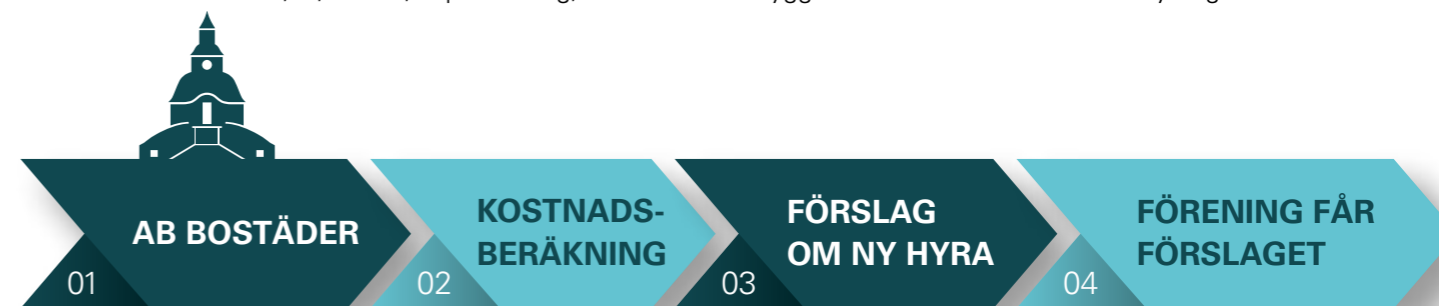 AB BOSTÄDER
01
KOSTNADS-
BERÄKNING
02
FÖRSLAG
OM NY HYRA
03
FÖRENING FÅR
FÖRSLAGET
04